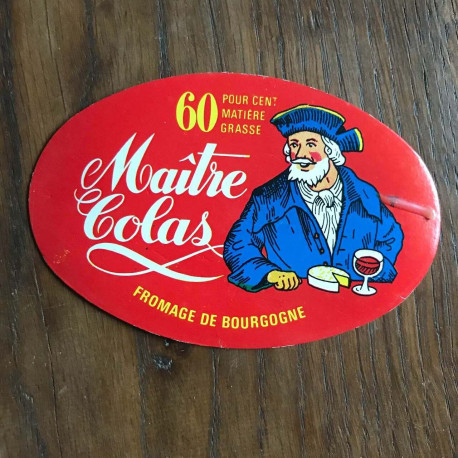 60 POUR CENT
MATIÈRE
GRASSE
Maître
Colas
FROMAGE DE BOURGOGNE